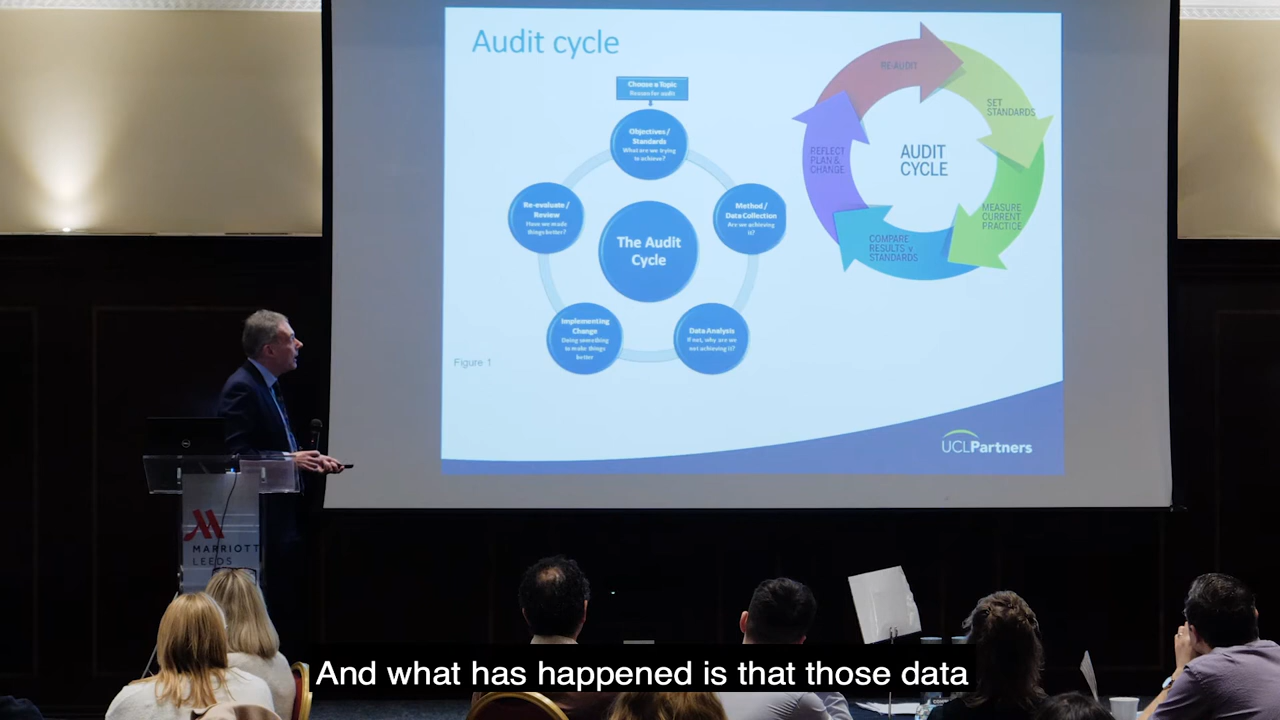 Audit cycle
Choose a Topic
Reason for audit
Objectives /
Standards
What are we trying
to achieve?
Re-evaluate /
Review
Have we made
things better?
Method /
Data Collection
Are we achieving
it?
The Audit
Cycle
Implementing
Change
Doing something
to make things
better
Data Analysis
If not, why are we
not achieving it?
Figure 1
RE-AUDIT
SET
STANDARDS
REFLECT
PLAN &
CHANGE
AUDIT
CYCLE
MEASURE
CURRENT
PRACTICE
COMPARE
RESULTS v
STANDARDS
UCLPartners
DELL
MARRIOTT
LEEDS
And what has happened is that those data